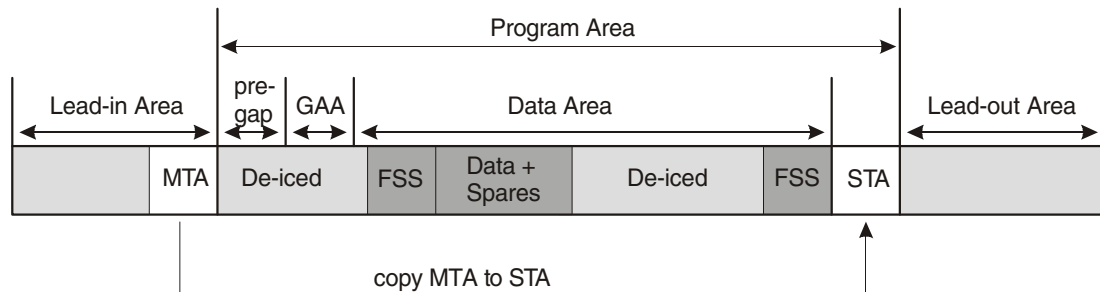 Program Area
Lead-in Area
pre-
gap
GAA
Data Area
Lead-out Area
MTA
De-iced
FSS
Data +
Spares
De-iced
FSS
STA
copy MTA to STA